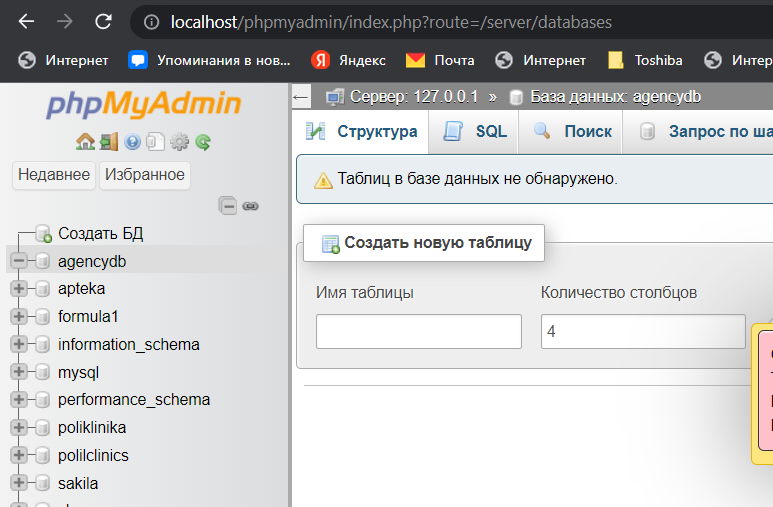 localhost/phpmyadmin/index.php?route=/server/databases
Интернет Упоминания в нов... Яндекс Почта Интернет Toshiba Интер
phpMyAdmin
Недавнее Избранное
Создать БД
agencydb
apteka
formula1
information_schema
mysql
performance_schema
poliklinika
polilclinics
sakila
← Сервер: 127.0.0.1 » База данных: agencydb
Структура SQL Поиск Запрос по ша
Таблиц в базе данных не обнаружено.
Создать новую таблицу
Имя таблицы Количество столбцов
4